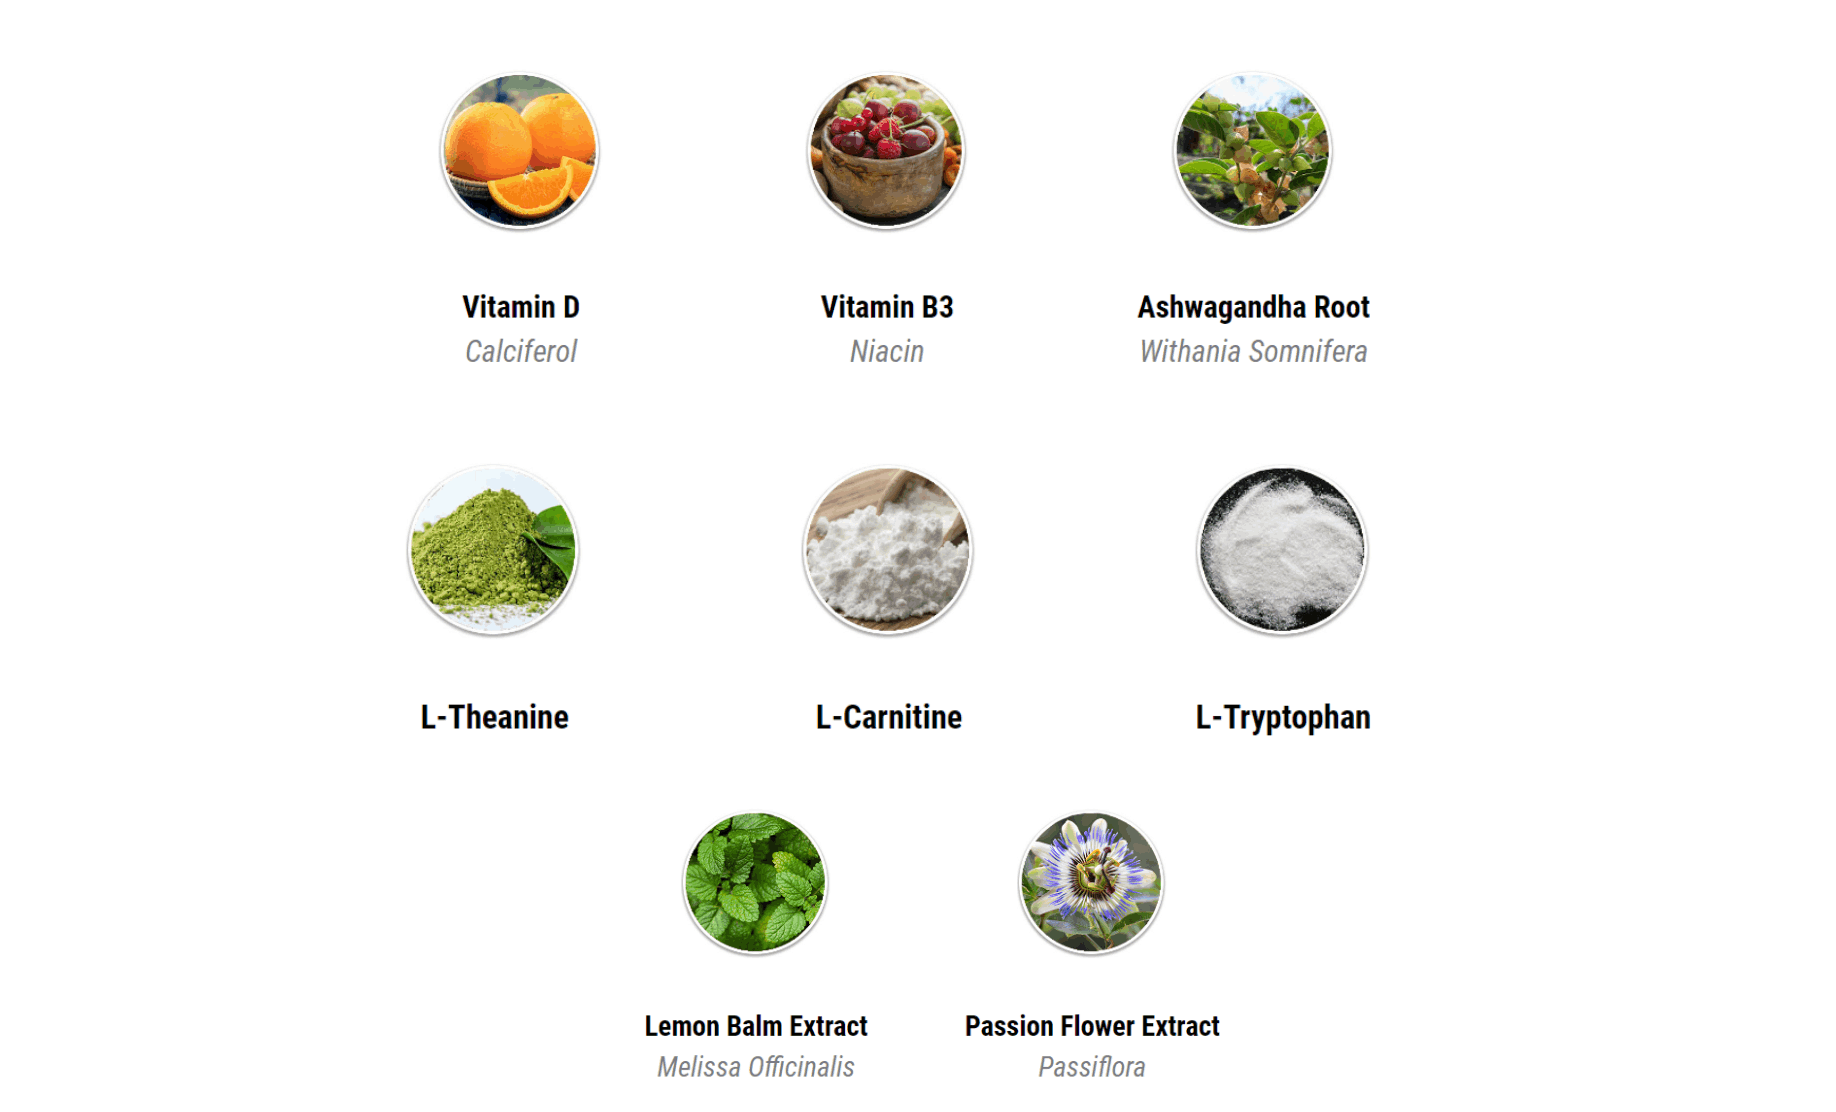 Vitamin D
Calciferol
Vitamin B3
Niacin
Ashwagandha Root
Withania Somnifera
L-Theanine
L-Carnitine
L-Tryptophan
Lemon Balm Extract
Melissa Officinalis
Passion Flower Extract
Passiflora